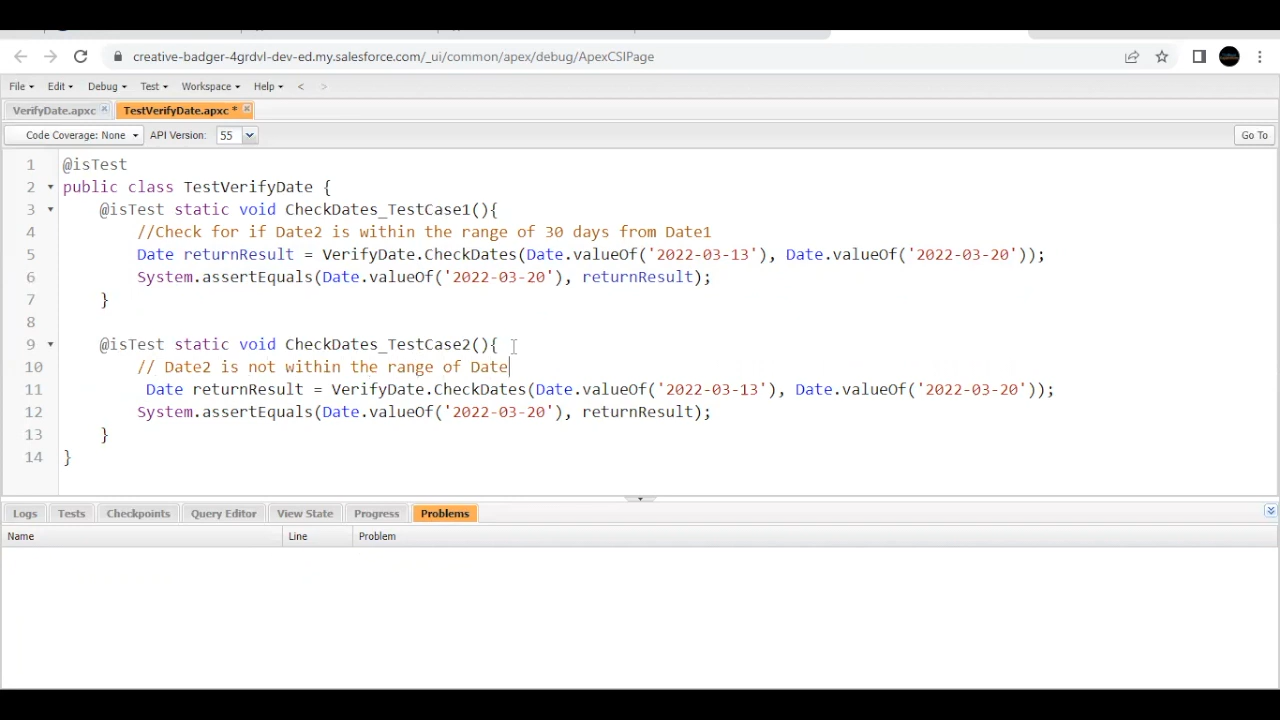 creative-badger-4grdvl-dev-ed.my.salesforce.com/_ui/common/apex/debug/ApexCSIPage
File Edit Debug Test Workspace Help < >
VerifyDate.apxc TestVerifyDate.apxc *
Code Coverage: None API Version: 55 Go To
1 @isTest
2 public class TestVerifyDate {
3 @isTest static void CheckDates_TestCase1(){
4 //Check for if Date2 is within the range of 30 days from Date1
5 Date returnResult = VerifyDate.CheckDates(Date.valueOf('2022-03-13'), Date.valueOf('2022-03-20'));
6 System.assertEquals(Date.valueOf('2022-03-20'), returnResult);
7 }
8
9 @isTest static void CheckDates_TestCase2(){
10 // Date2 is not within the range of Date
11 Date returnResult = VerifyDate.CheckDates(Date.valueOf('2022-03-13'), Date.valueOf('2022-03-20'));
12 System.assertEquals(Date.valueOf('2022-03-20'), returnResult);
13 }
14 }
Logs Tests Checkpoints Query Editor View State Progress Problems
Name Line Problem